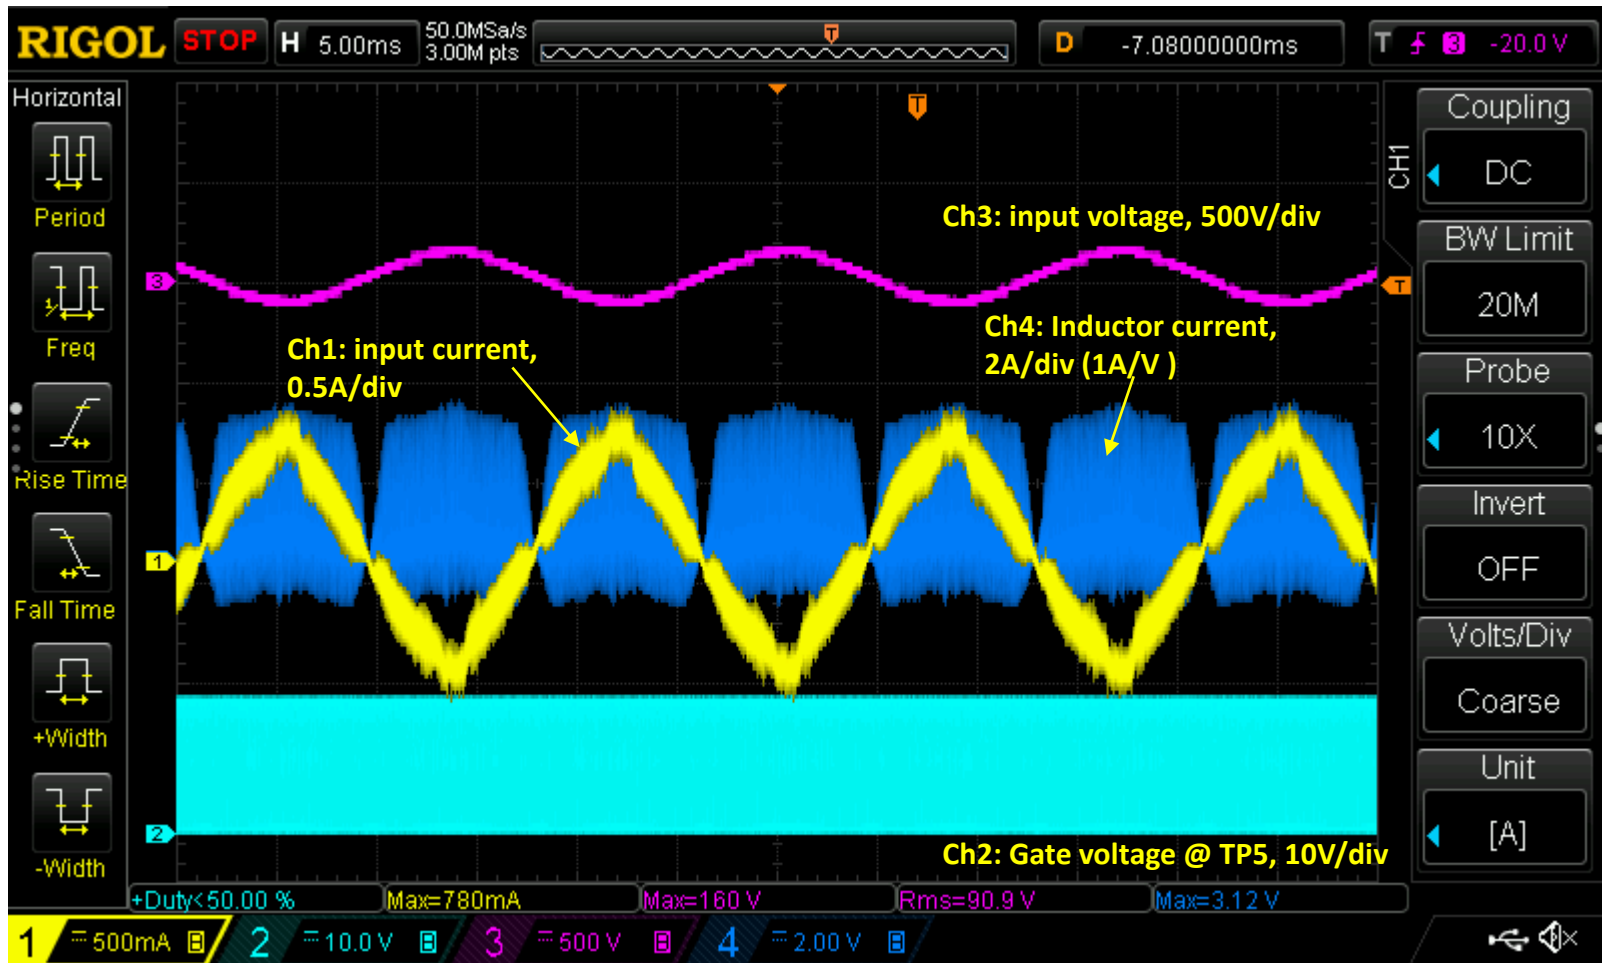 RIGOL STOP H 5.00ms 50.0MSa/s D -7.08000000ms T 3 -20.0 V
3.00M pts
T
Horizontal
Period
Freq
Rise Time
Fall Time
+Width
-Width
T
3
T
1
2
Ch3: input voltage, 500V/div
Ch1: input current,
0.5A/div
Ch4: Inductor current,
2A/div (1A/V )
Ch2: Gate voltage @ TP5, 10V/div
CH1
Coupling
DC
BW Limit
20M
Probe
10X
Invert
OFF
Volts/Div
Coarse
Unit
[A]
+Duty<50.00 % Max=780mA Max=160 V Rms=90.9 V Max=3.12 V
1 500mA B 2 10.0 V B 3 500 V B 4 2.00 V B